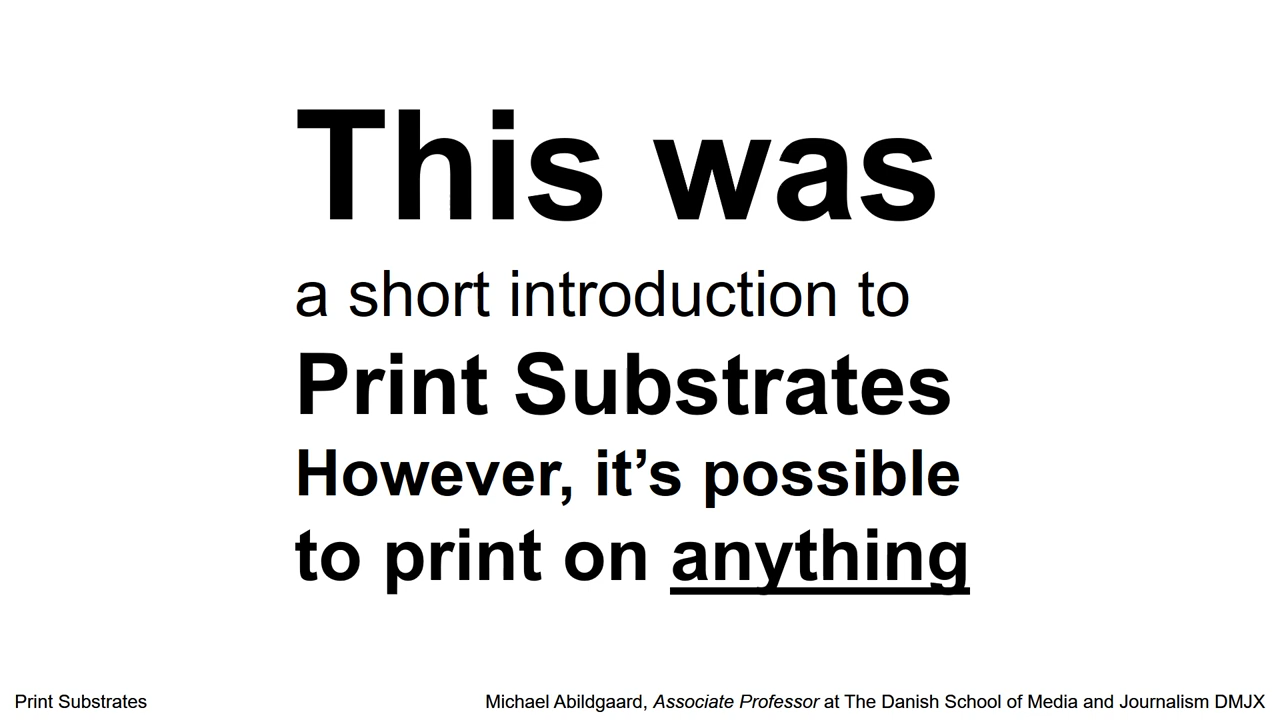 This was
a short introduction to
Print Substrates
However, it’s possible
to print on anything
Print Substrates
Michael Abildgaard, Associate Professor at The Danish School of Media and Journalism DMJX